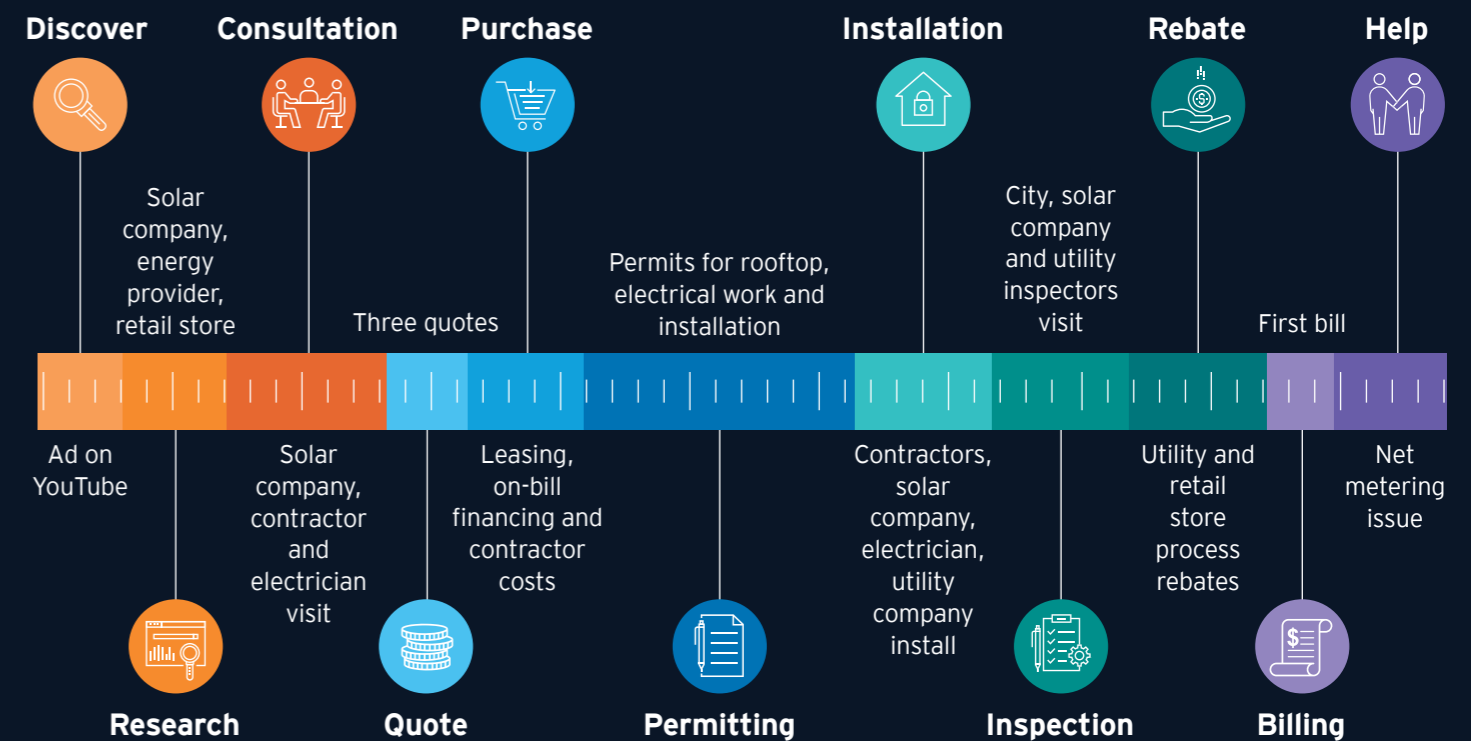 Discover
Consultation
Purchase
Installation
Rebate
Help
Solar
company,
energy
provider,
retail store
Three quotes
Permits for rooftop,
electrical work and
installation
City, solar
company
and utility
inspectors
visit
First bill
Ad on
YouTube
Solar
company,
contractor
and
electrician
visit
Leasing,
on-bill
financing and
contractor
costs
Contractors,
solar
company,
electrician,
utility
company
install
Utility and
retail
store
process
rebates
Net
metering
issue
$
$
Research
Quote
Permitting
Inspection
Billing